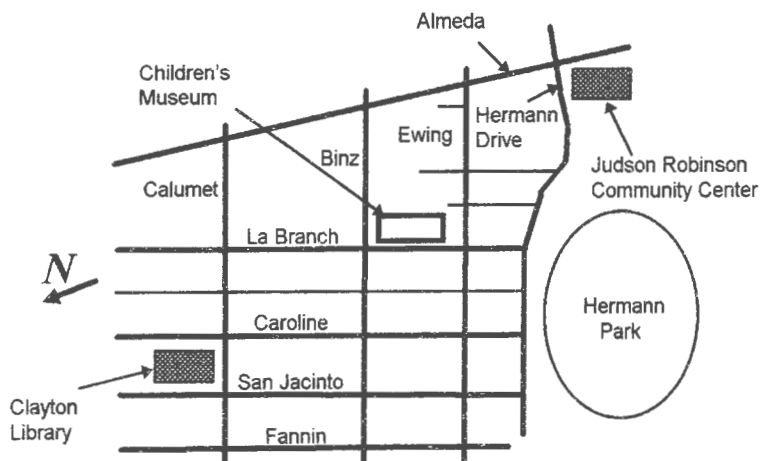 Almeda
Children's
Museum
Hermann
Drive
Ewing
Binz
Judson Robinson
Community Center
Calumet
La Branch
N
Hermann
Park
Caroline
San Jacinto
Clayton
Library
Fannin